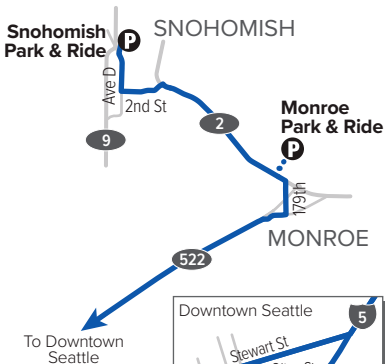 SNOHOMISH
Snohomish
Park & Ride
P
Ave D
2nd St
9
2
Monroe
Park & Ride
P
179th
MONROE
522
To Downtown
Seattle
Downtown Seattle
5
Stewart St